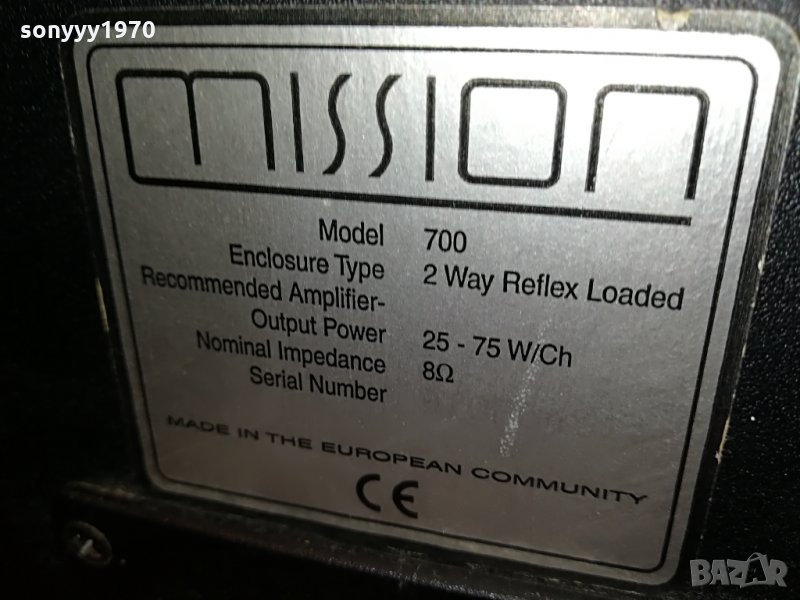 sonyyy1970
mission
Model 700
Enclosure Type 2 Way Reflex Loaded
Recommended Amplifier-
Output Power 25 - 75 W/Ch
Nominal Impedance 8Ω
Serial Number
MADE IN THE EUROPEAN COMMUNITY
CE
BAZAR